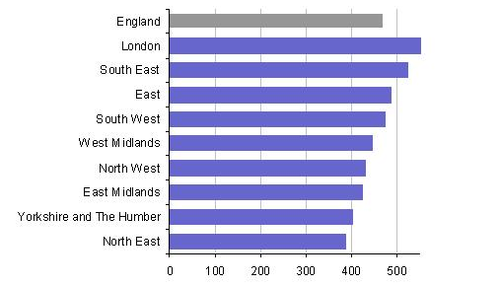 England
London
South East
East
South West
West Midlands
North West
East Midlands
Yorkshire and The Humber
North East
0 100 200 300 400 500